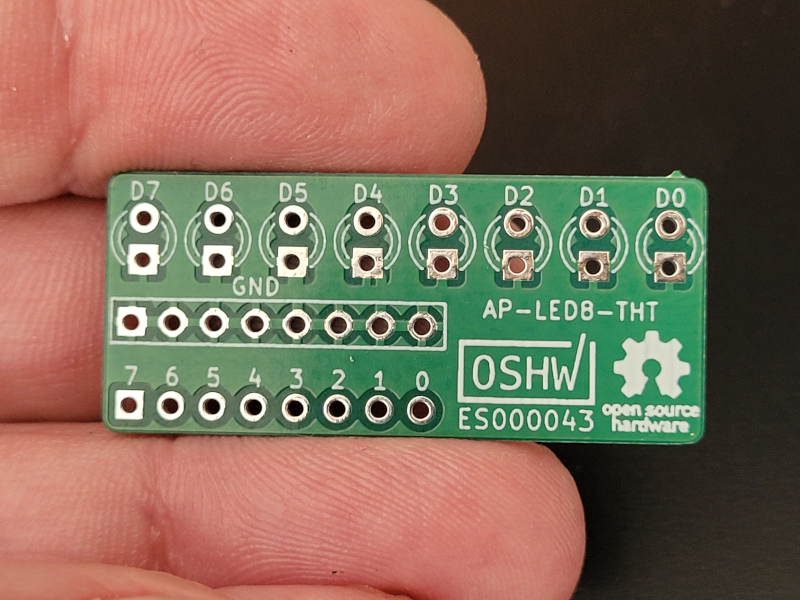 D7 D6 D5 D4 D3 D2 D1 D0
GND
AP-LED8-THT
OSHW
7 6 5 4 3 2 1 0
ES000043
open source
hardware